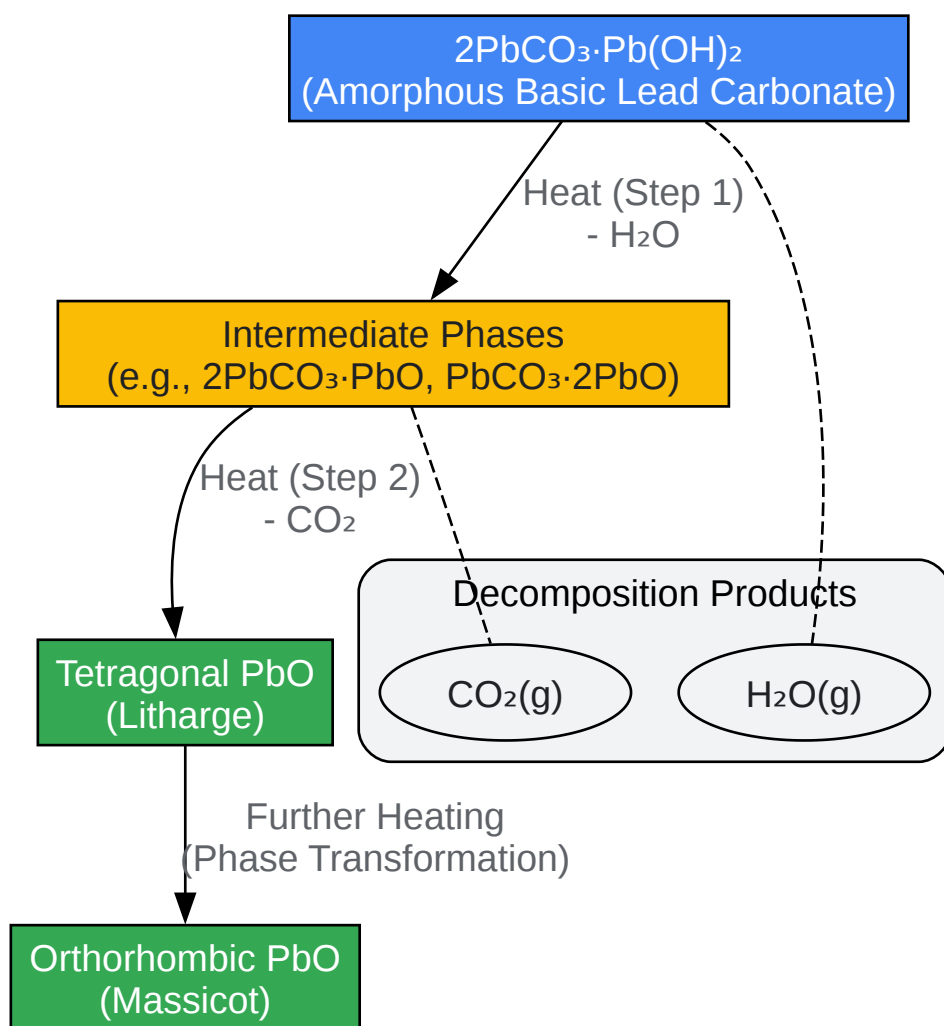 2PbCO₃·Pb(OH)₂
(Amorphous Basic Lead Carbonate)
Heat (Step 1)
- H₂O
Intermediate Phases
(e.g., 2PbCO₃·PbO, PbCO₃·2PbO)
Heat (Step 2)
- CO₂
Decomposition Products
CO₂(g)
H₂O(g)
Tetragonal PbO
(Litharge)
Further Heating
(Phase Transformation)
Orthorhombic PbO
(Massicot)